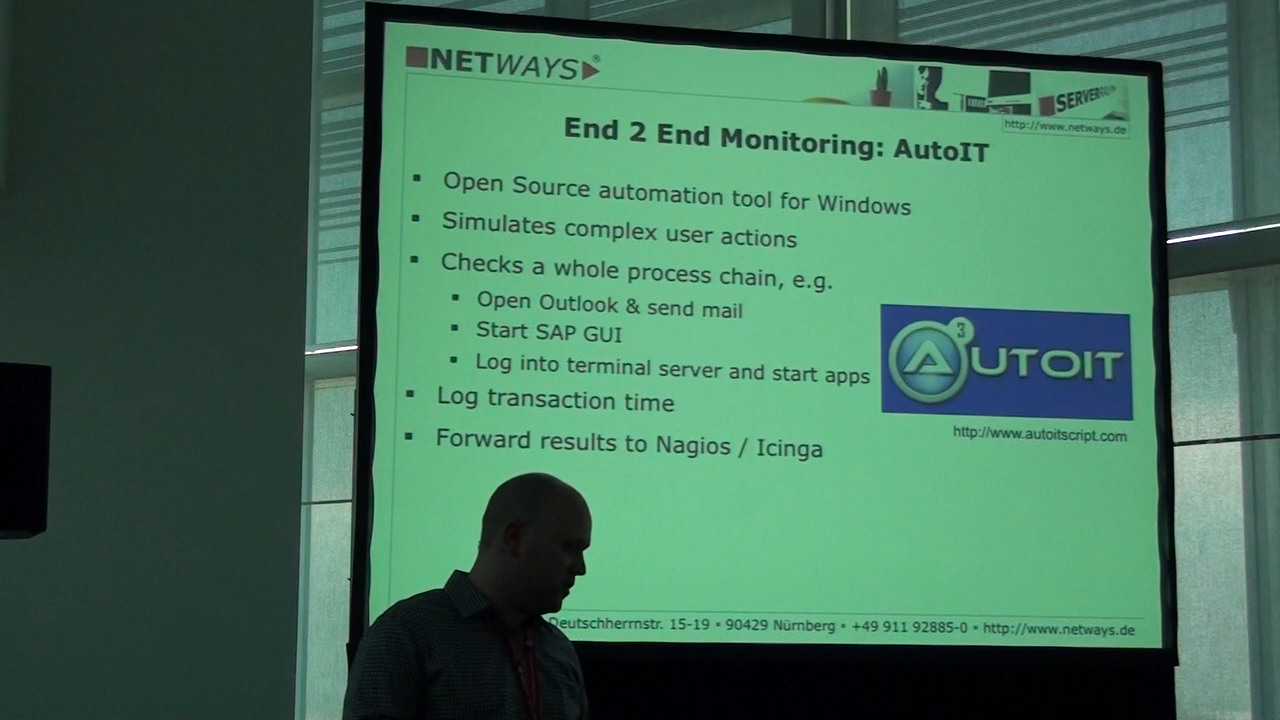 NETWAYS®
SERVER
http://www.netways.de
End 2 End Monitoring: AutoIT
▪ Open Source automation tool for Windows
▪ Simulates complex user actions
▪ Checks a whole process chain, e.g.
▪ Open Outlook & send mail
▪ Start SAP GUI
▪ Log into terminal server and start apps
▪ Log transaction time
▪ Forward results to Nagios / Icinga
AUTOIT 3
http://www.autoitscript.com
Deutschherrnstr. 15-19 ▪ 90429 Nürnberg ▪ +49 911 92885-0 ▪ http://www.netways.de